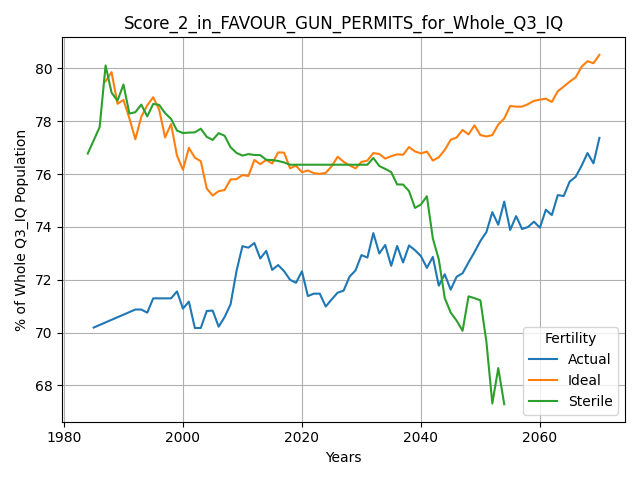 Score_2_in_FAVOUR_GUN_PERMITS_for_Whole_Q3_IQ
% of Whole Q3_IQ Population
80
78
76
74
72
70
68
Fertility
Actual
Ideal
Sterile
1980
2000
2020
2040
2060
Years